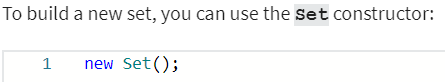 To build a new set, you can use the Set constructor:
1 new Set();